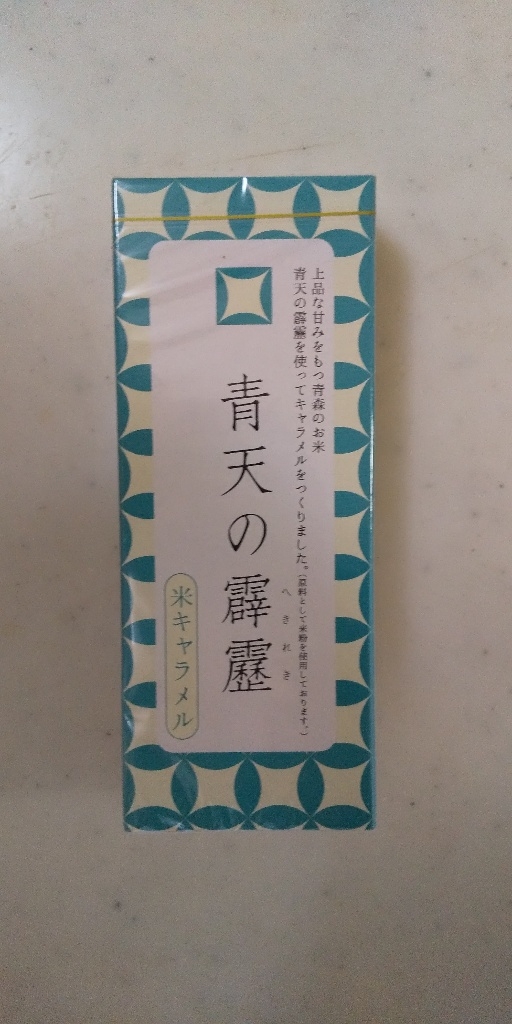 上品な甘みをもつ青森のお米
青天の霹靂を使ってキャラメルをつくりました。(原料として米粉を使用しております。)
青天の霹靂
へきれき
米キャラメル